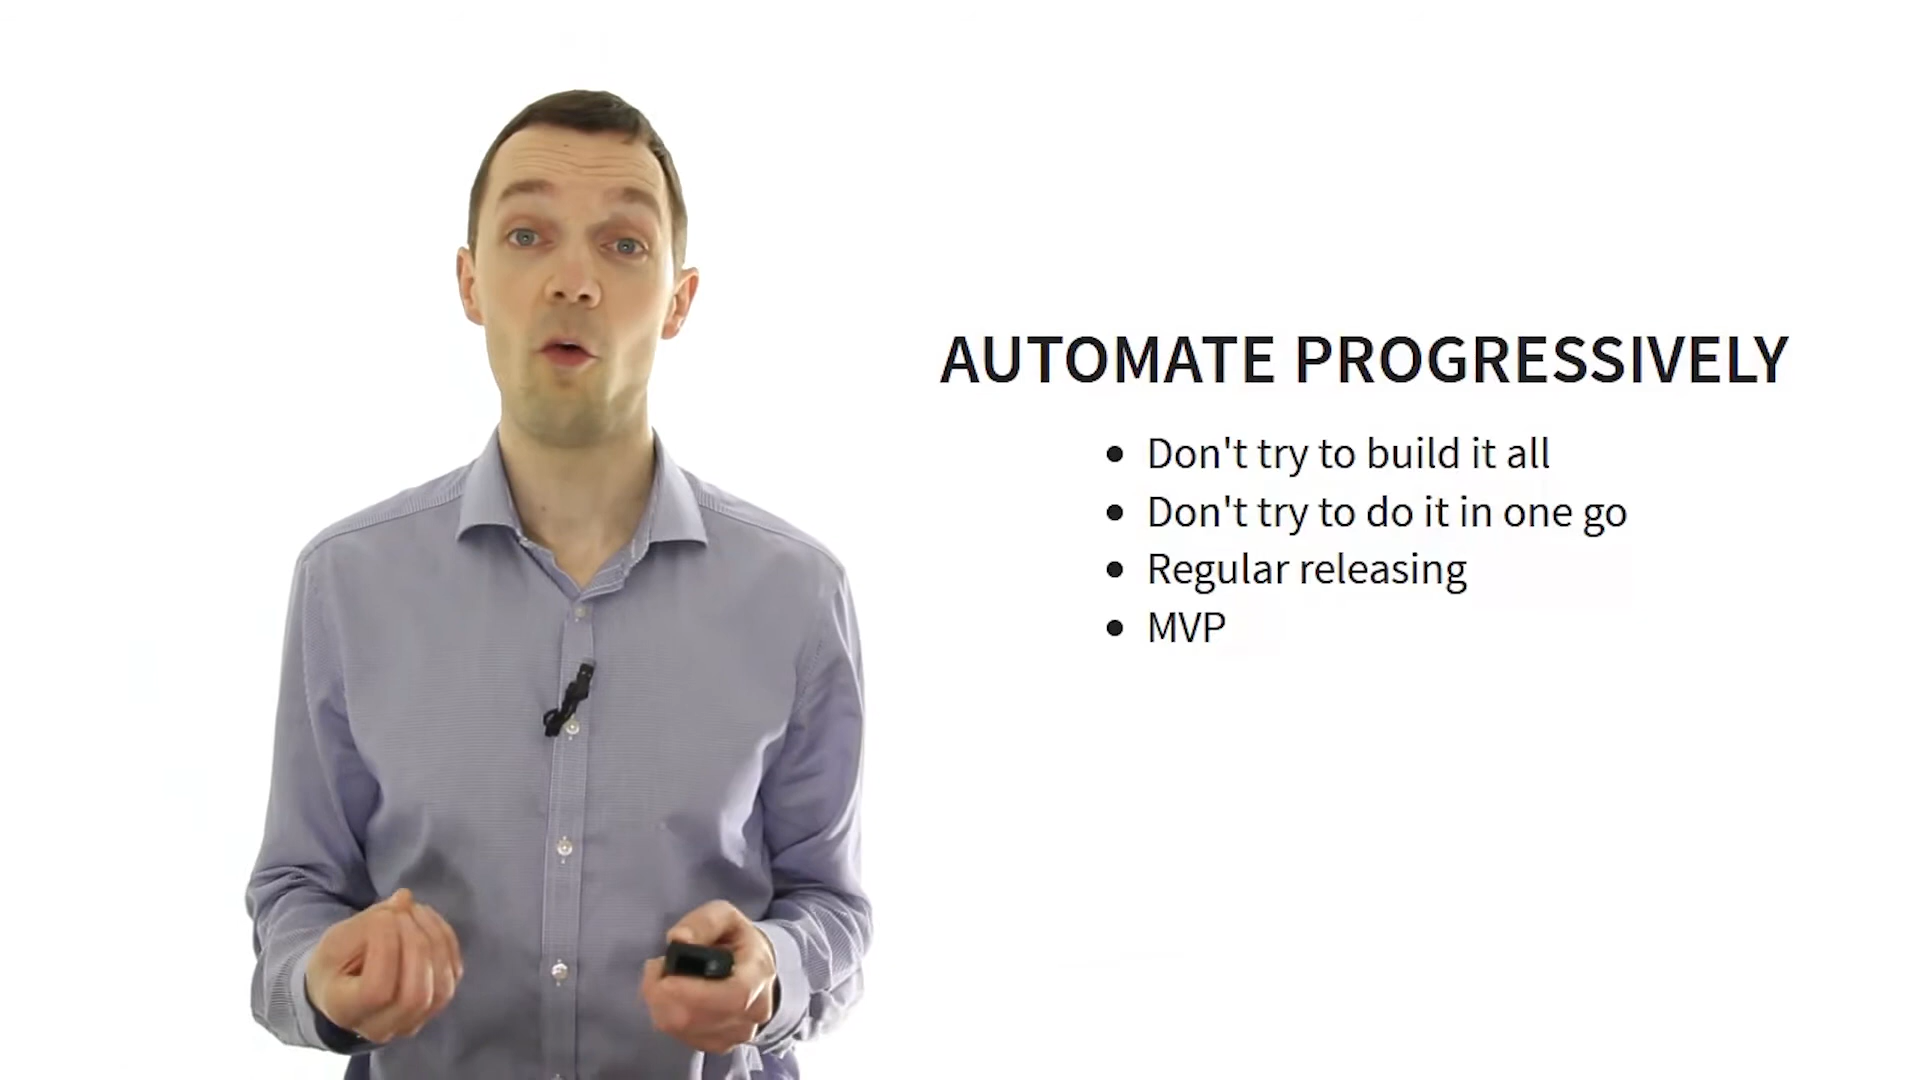 AUTOMATE PROGRESSIVELY
Don't try to build it all
Don't try to do it in one go
Regular releasing
MVP